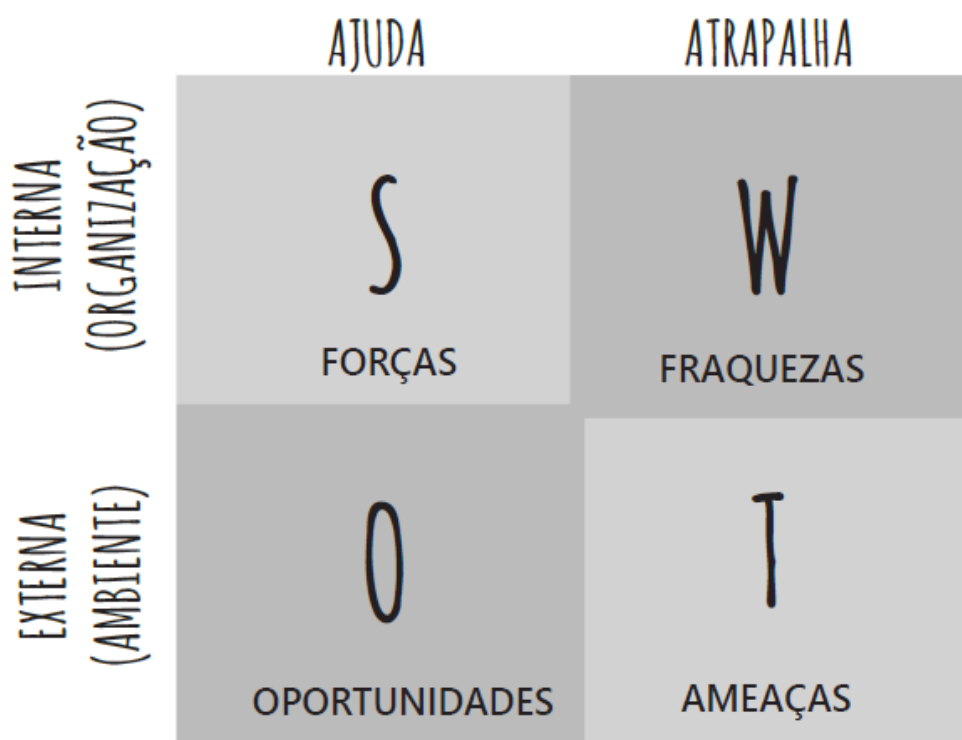 AJUDA
ATRAPALHA
INTERNA
(ORGANIZAÇÃO)
S
FORÇAS
W
FRAQUEZAS
EXTERNA
(AMBIENTE)
O
OPORTUNIDADES
T
AMEAÇAS